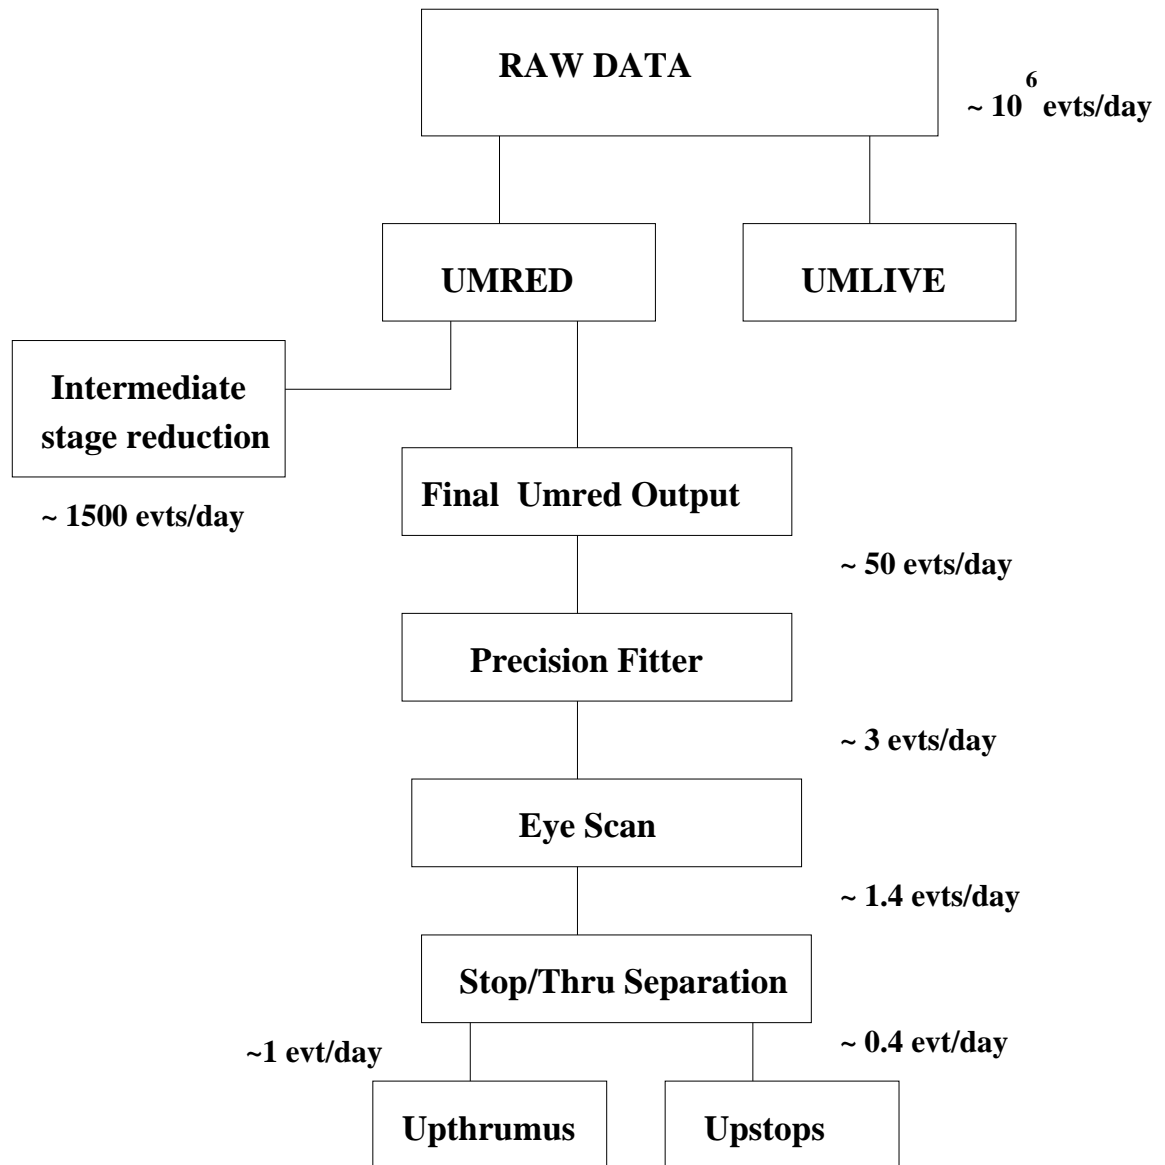 RAW DATA
~ 10^6 evts/day
UMRED
UMLIVE
Intermediate
stage reduction
~ 1500 evts/day
Final Umred Output
~ 50 evts/day
Precision Fitter
~ 3 evts/day
Eye Scan
~ 1.4 evts/day
Stop/Thru Separation
~1 evt/day
~ 0.4 evt/day
Upthrumus
Upstops